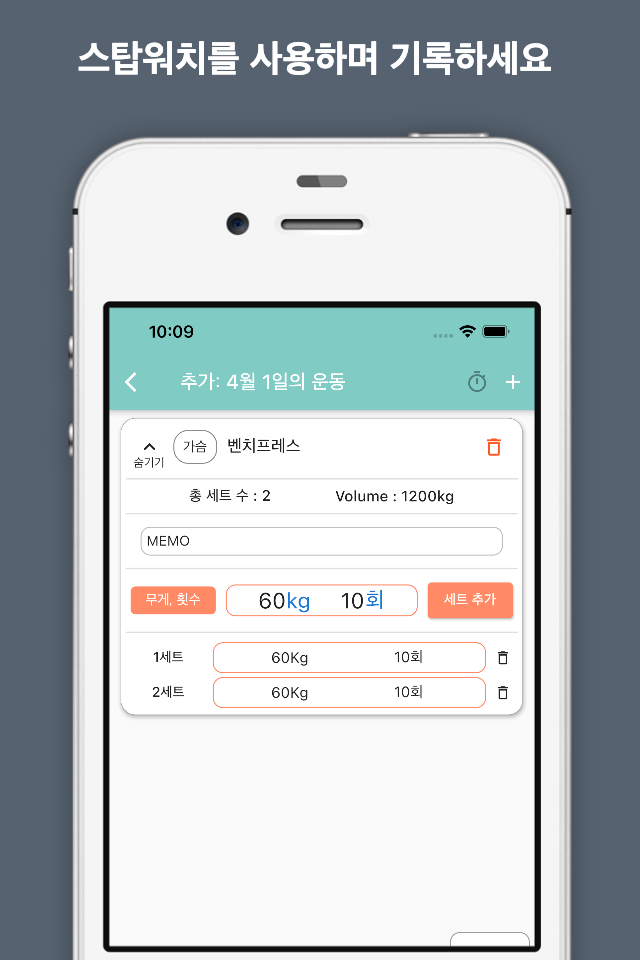 스탑워치를 사용하며 기록하세요
10:09
추가: 4월 1일의 운동
숨기기
가슴
벤치프레스
총 세트 수 : 2
Volume : 1200kg
MEMO
무게, 횟수
60kg 10회
세트 추가
1세트 60Kg 10회
2세트 60Kg 10회